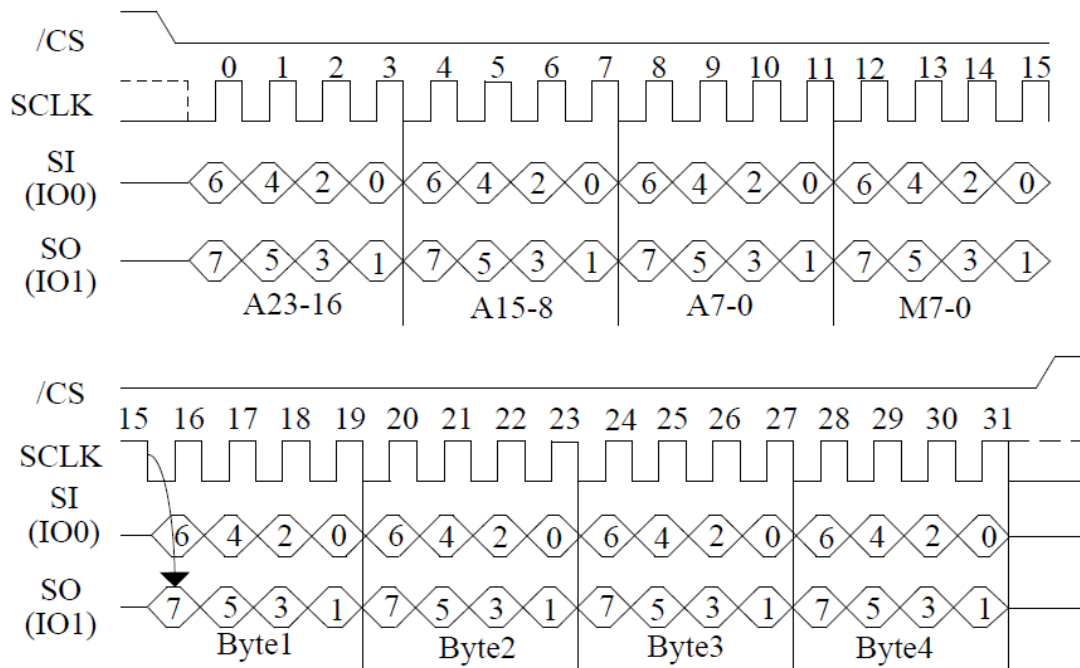 /CS
0 1 2 3 4 5 6 7 8 9 10 11 12 13 14 15
SCLK
SI
(IO0)
6 4 2 0 6 4 2 0 6 4 2 0 6 4 2 0
SO
(IO1)
7 5 3 1 7 5 3 1 7 5 3 1 7 5 3 1
A23-16 A15-8 A7-0 M7-0
/CS
15 16 17 18 19 20 21 22 23 24 25 26 27 28 29 30 31
SCLK
SI
(IO0)
6 4 2 0 6 4 2 0 6 4 2 0 6 4 2 0
SO
(IO1)
7 5 3 1 7 5 3 1 7 5 3 1 7 5 3 1
Byte1 Byte2 Byte3 Byte4